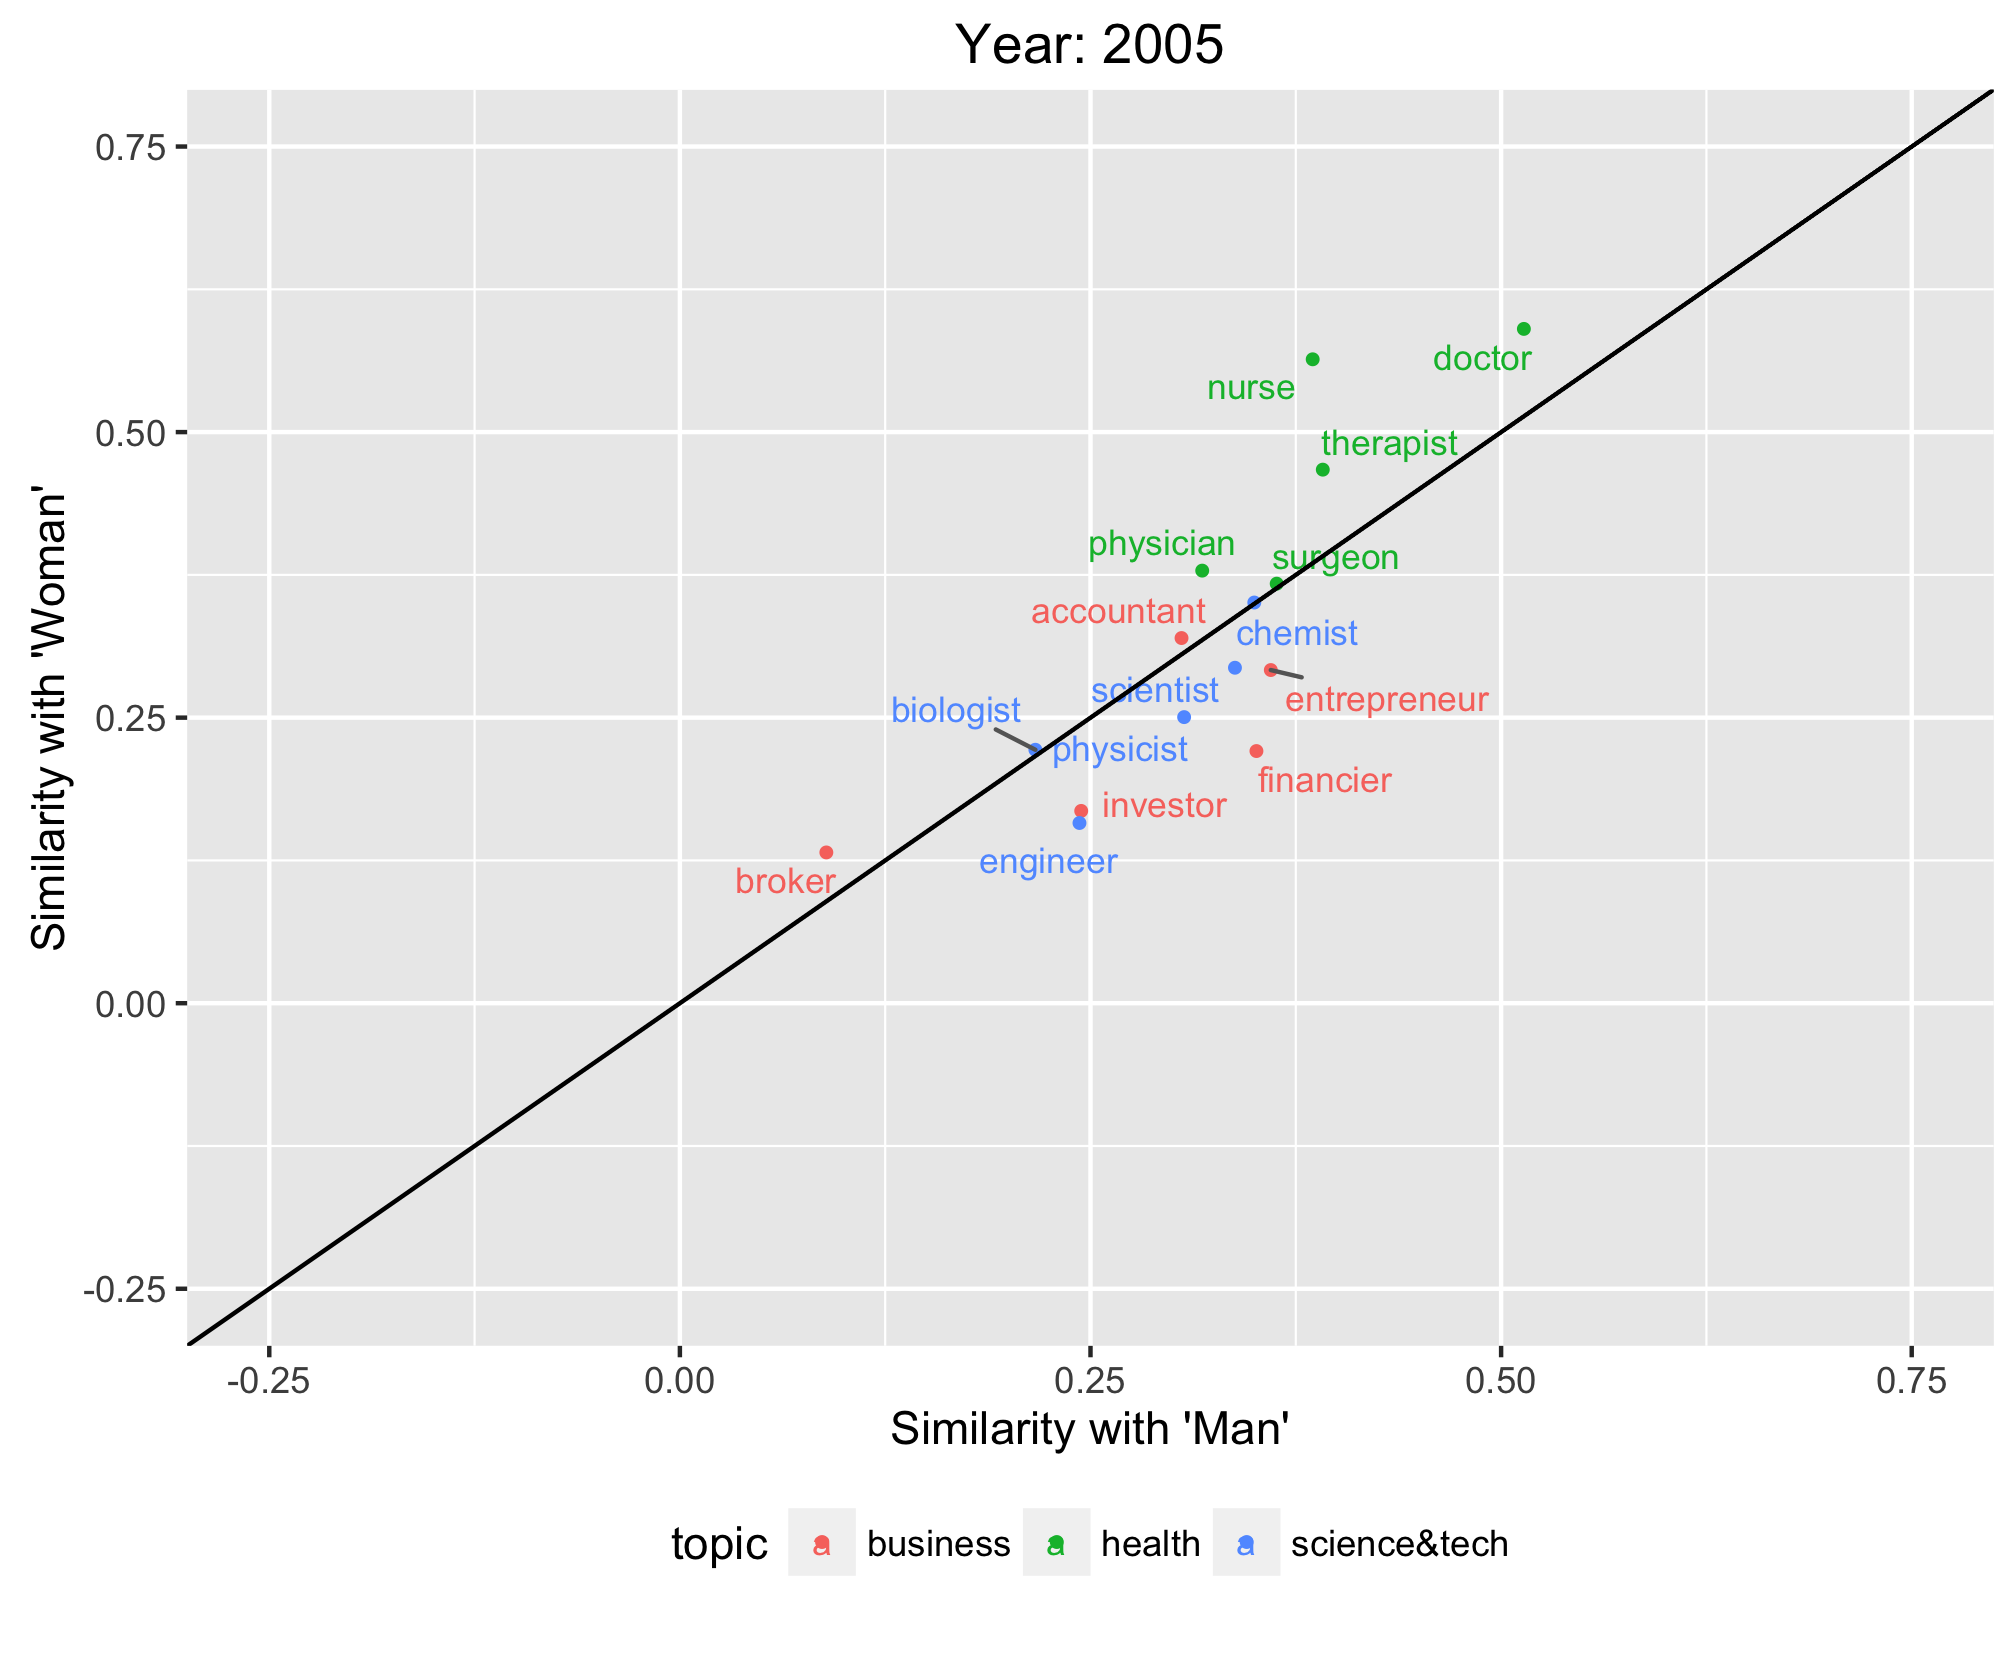 Year: 2005
0.75
0.50
0.25
0.00
-0.25
Similarity with 'Woman'
doctor
nurse
therapist
physician
surgeon
accountant
chemist
scientist
entrepreneur
biologist
physicist
financier
investor
engineer
broker
-0.25 0.00 0.25 0.50 0.75
Similarity with 'Man'
topic a business a health a science&tech